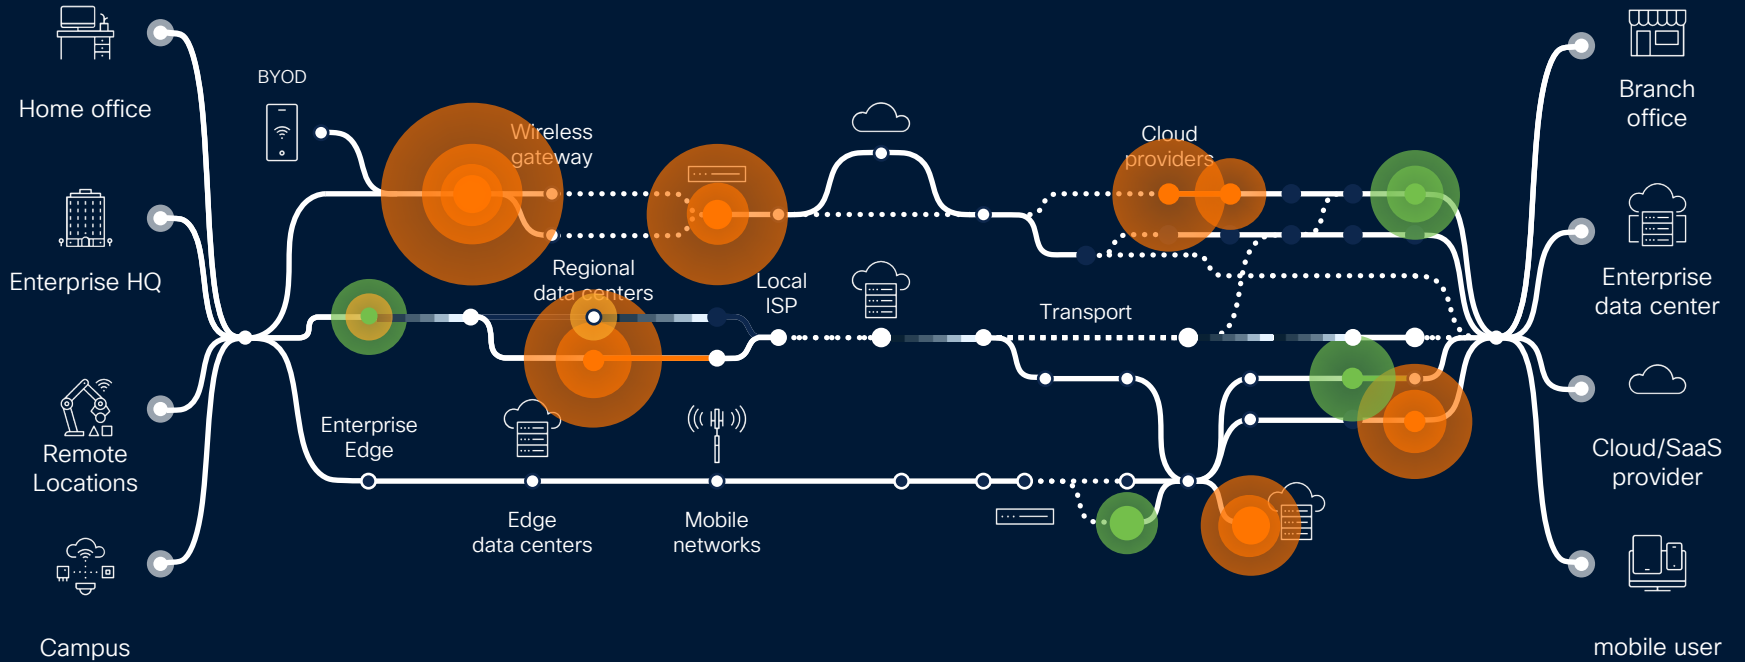 Home office
Enterprise HQ
Remote
Locations
Campus
BYOD
Wireless
gateway
Regional
data centers
Local
ISP
Enterprise
Edge
Edge
data centers
Mobile
networks
Cloud
providers
Transport
Branch
office
Enterprise
data center
Cloud/SaaS
provider
mobile user